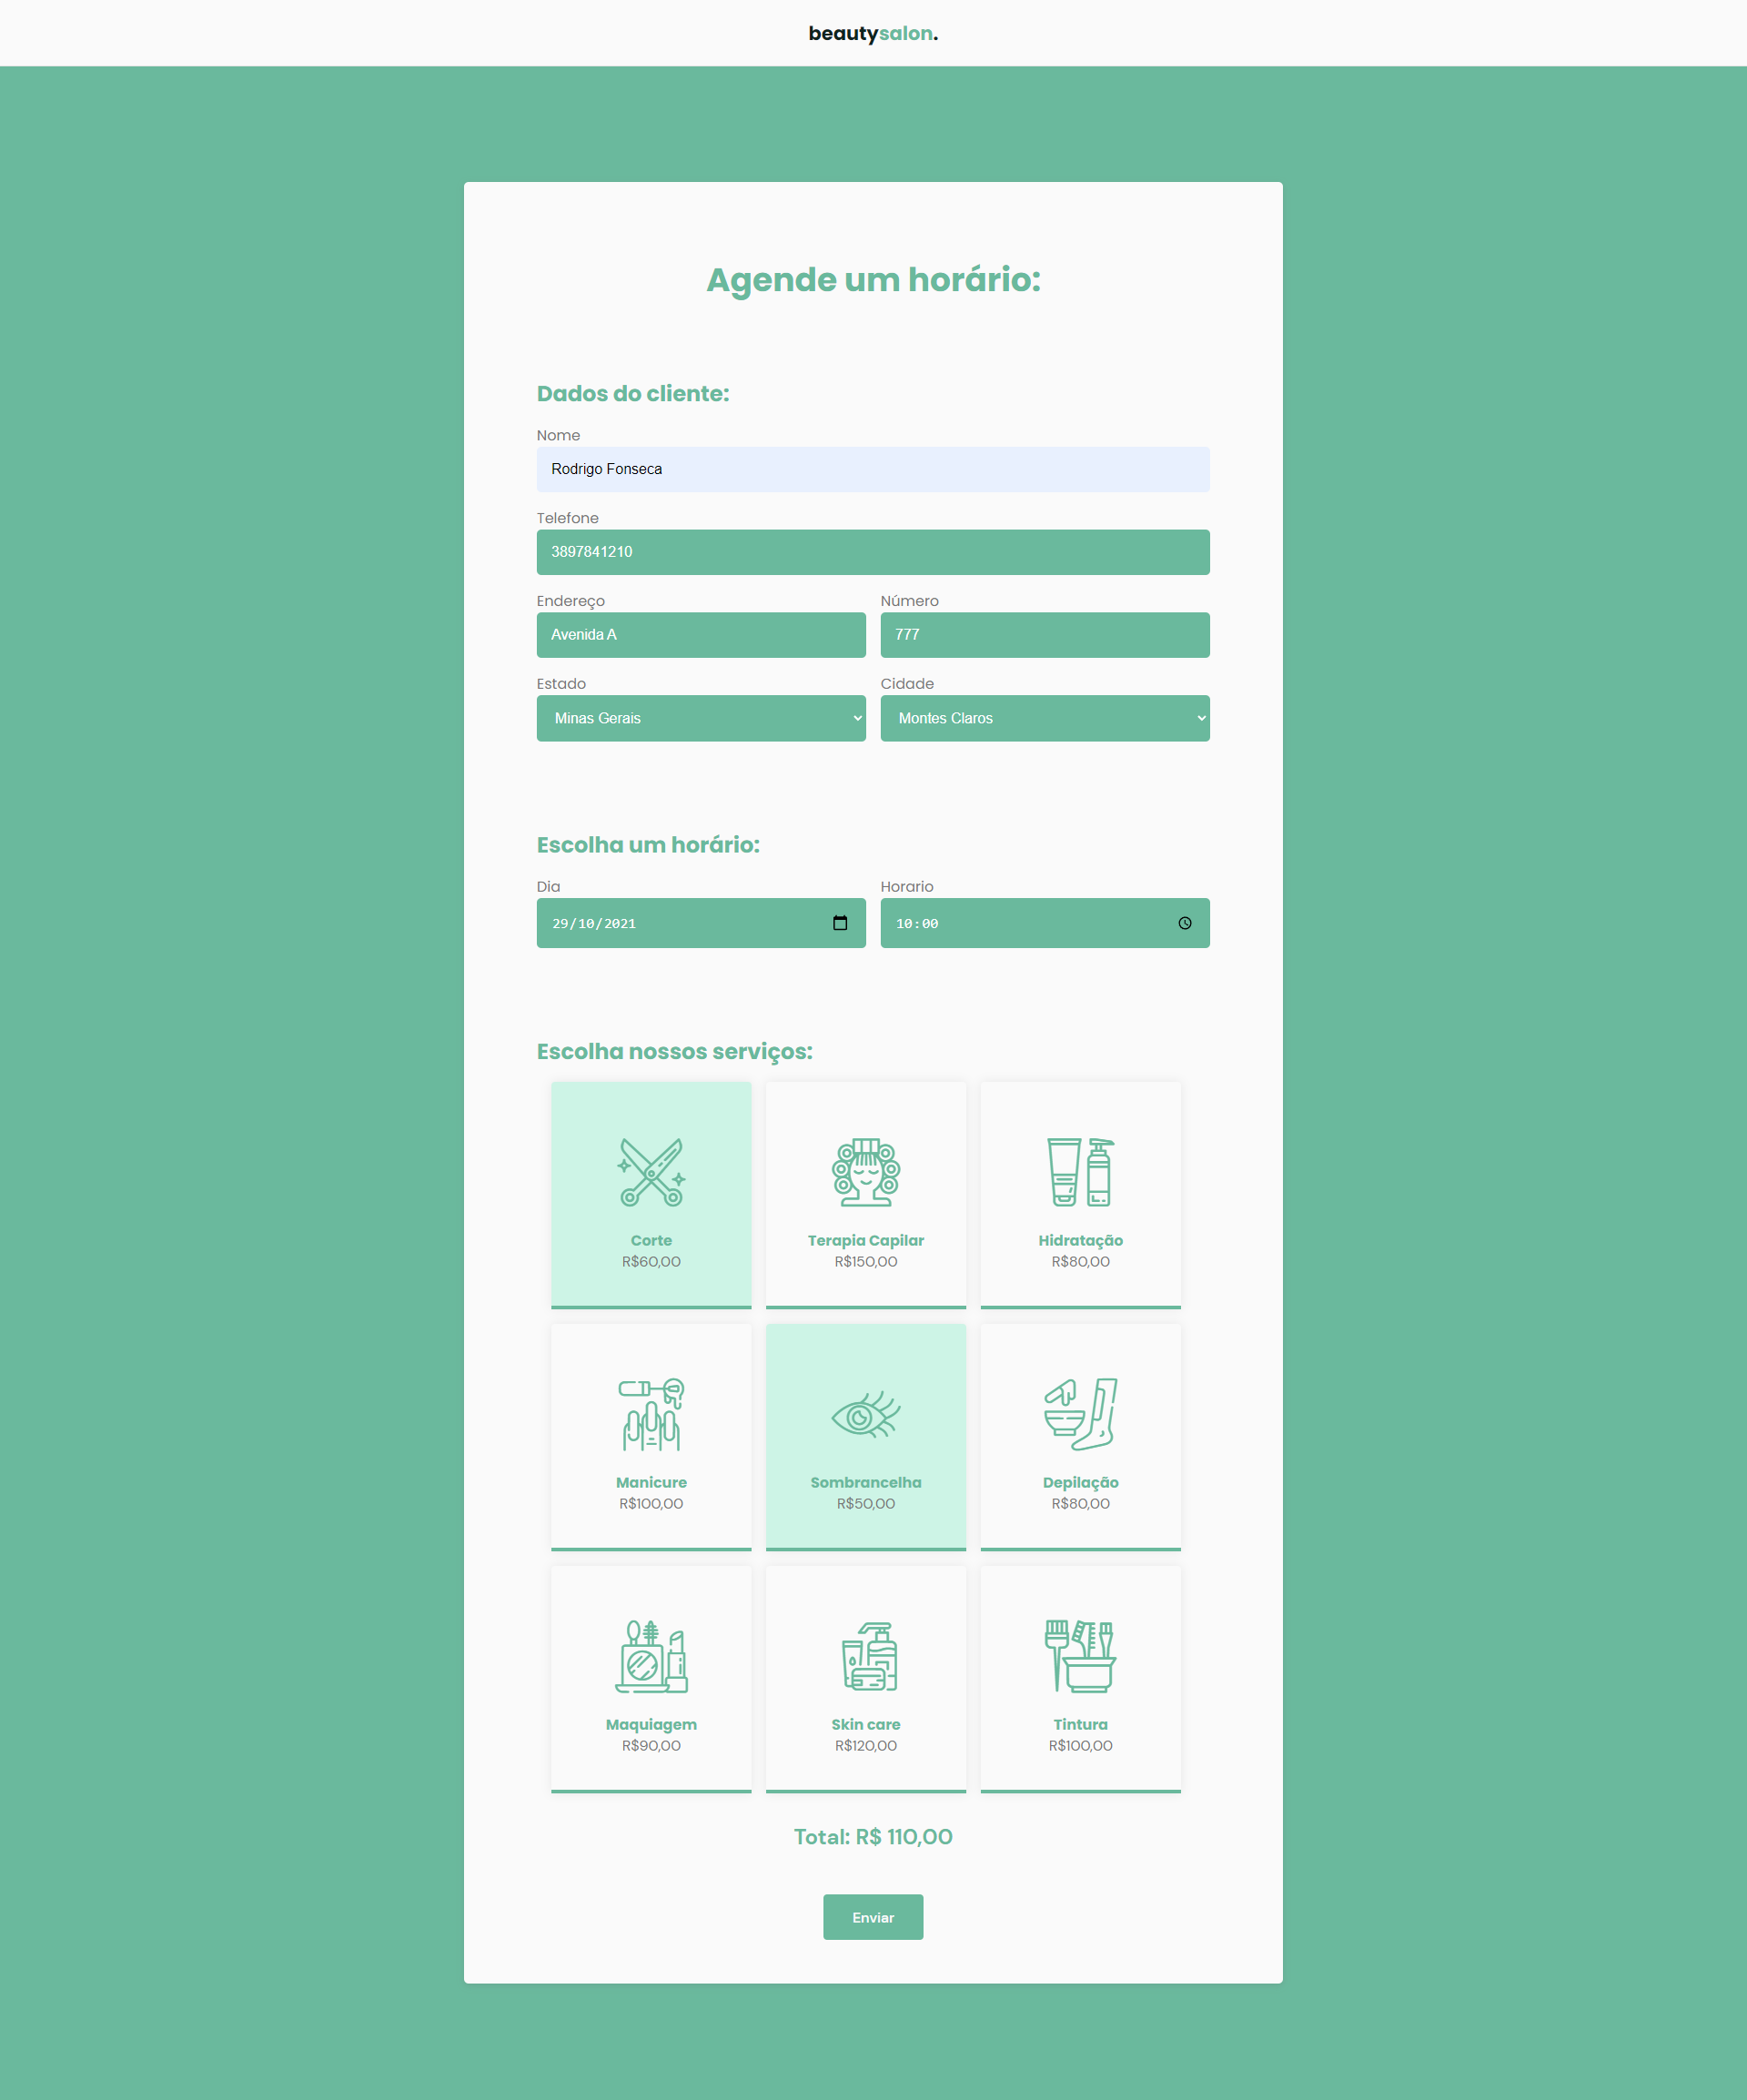 beautysalon.
Agende um horário:
Dados do cliente:
Nome
Rodrigo Fonseca
Telefone
3897841210
Endereço Número
Avenida A 777
Estado Cidade
Minas Gerais Montes Claros
Escolha um horário:
Dia Horario
29/10/2021 10:00
Escolha nossos serviços:
Corte Terapia Capilar Hidratação
R$60,00 R$150,00 R$80,00
Manicure Sombrancelha Depilação
R$100,00 R$50,00 R$80,00
Maquiagem Skin care Tintura
R$90,00 R$120,00 R$100,00
Total: R$ 110,00
Enviar